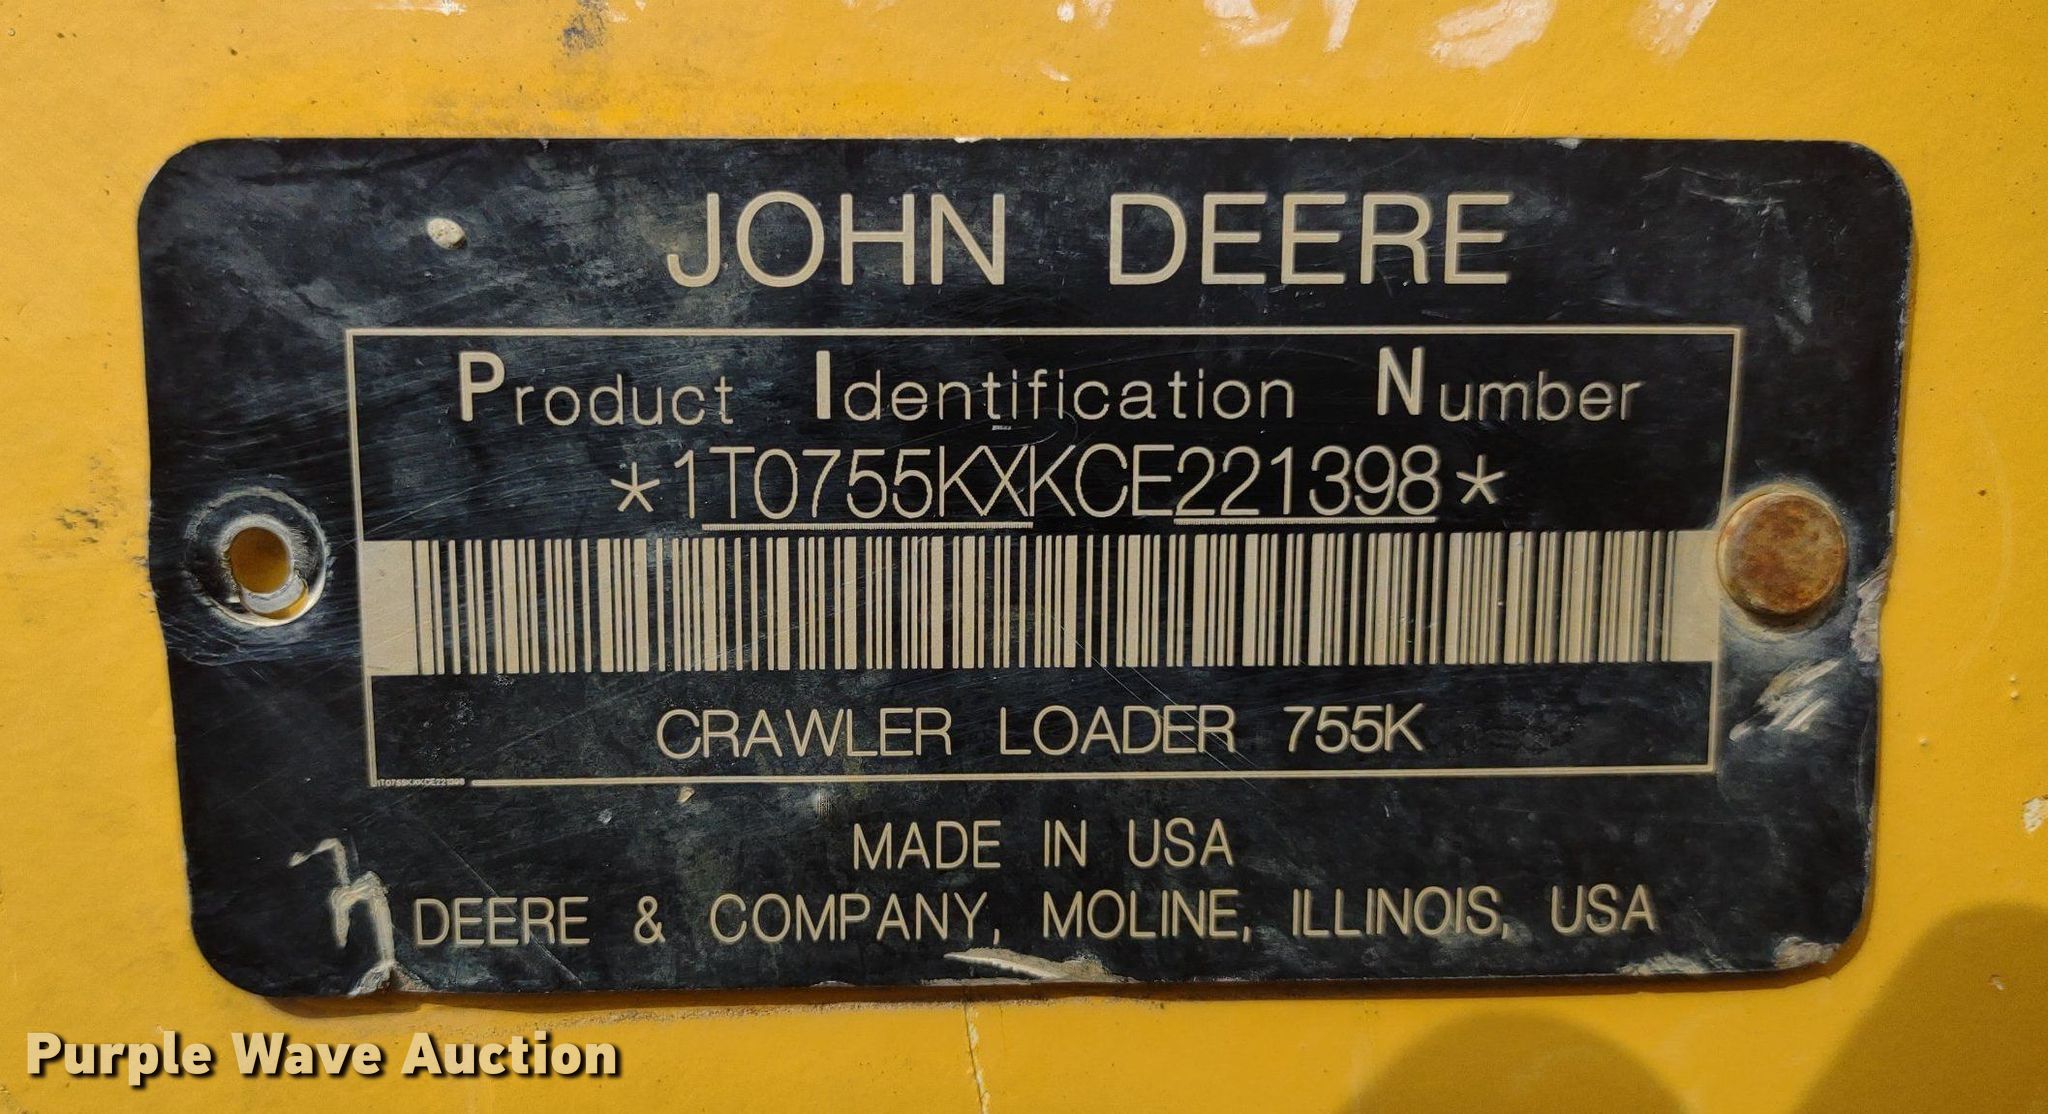 JOHN DEERE
Product Identification Number
*1T0755KXKCE221398*
CRAWLER LOADER 755K
1T0755KXKCE221398
MADE IN USA
DEERE & COMPANY, MOLINE, ILLINOIS, USA
Purple Wave Auction